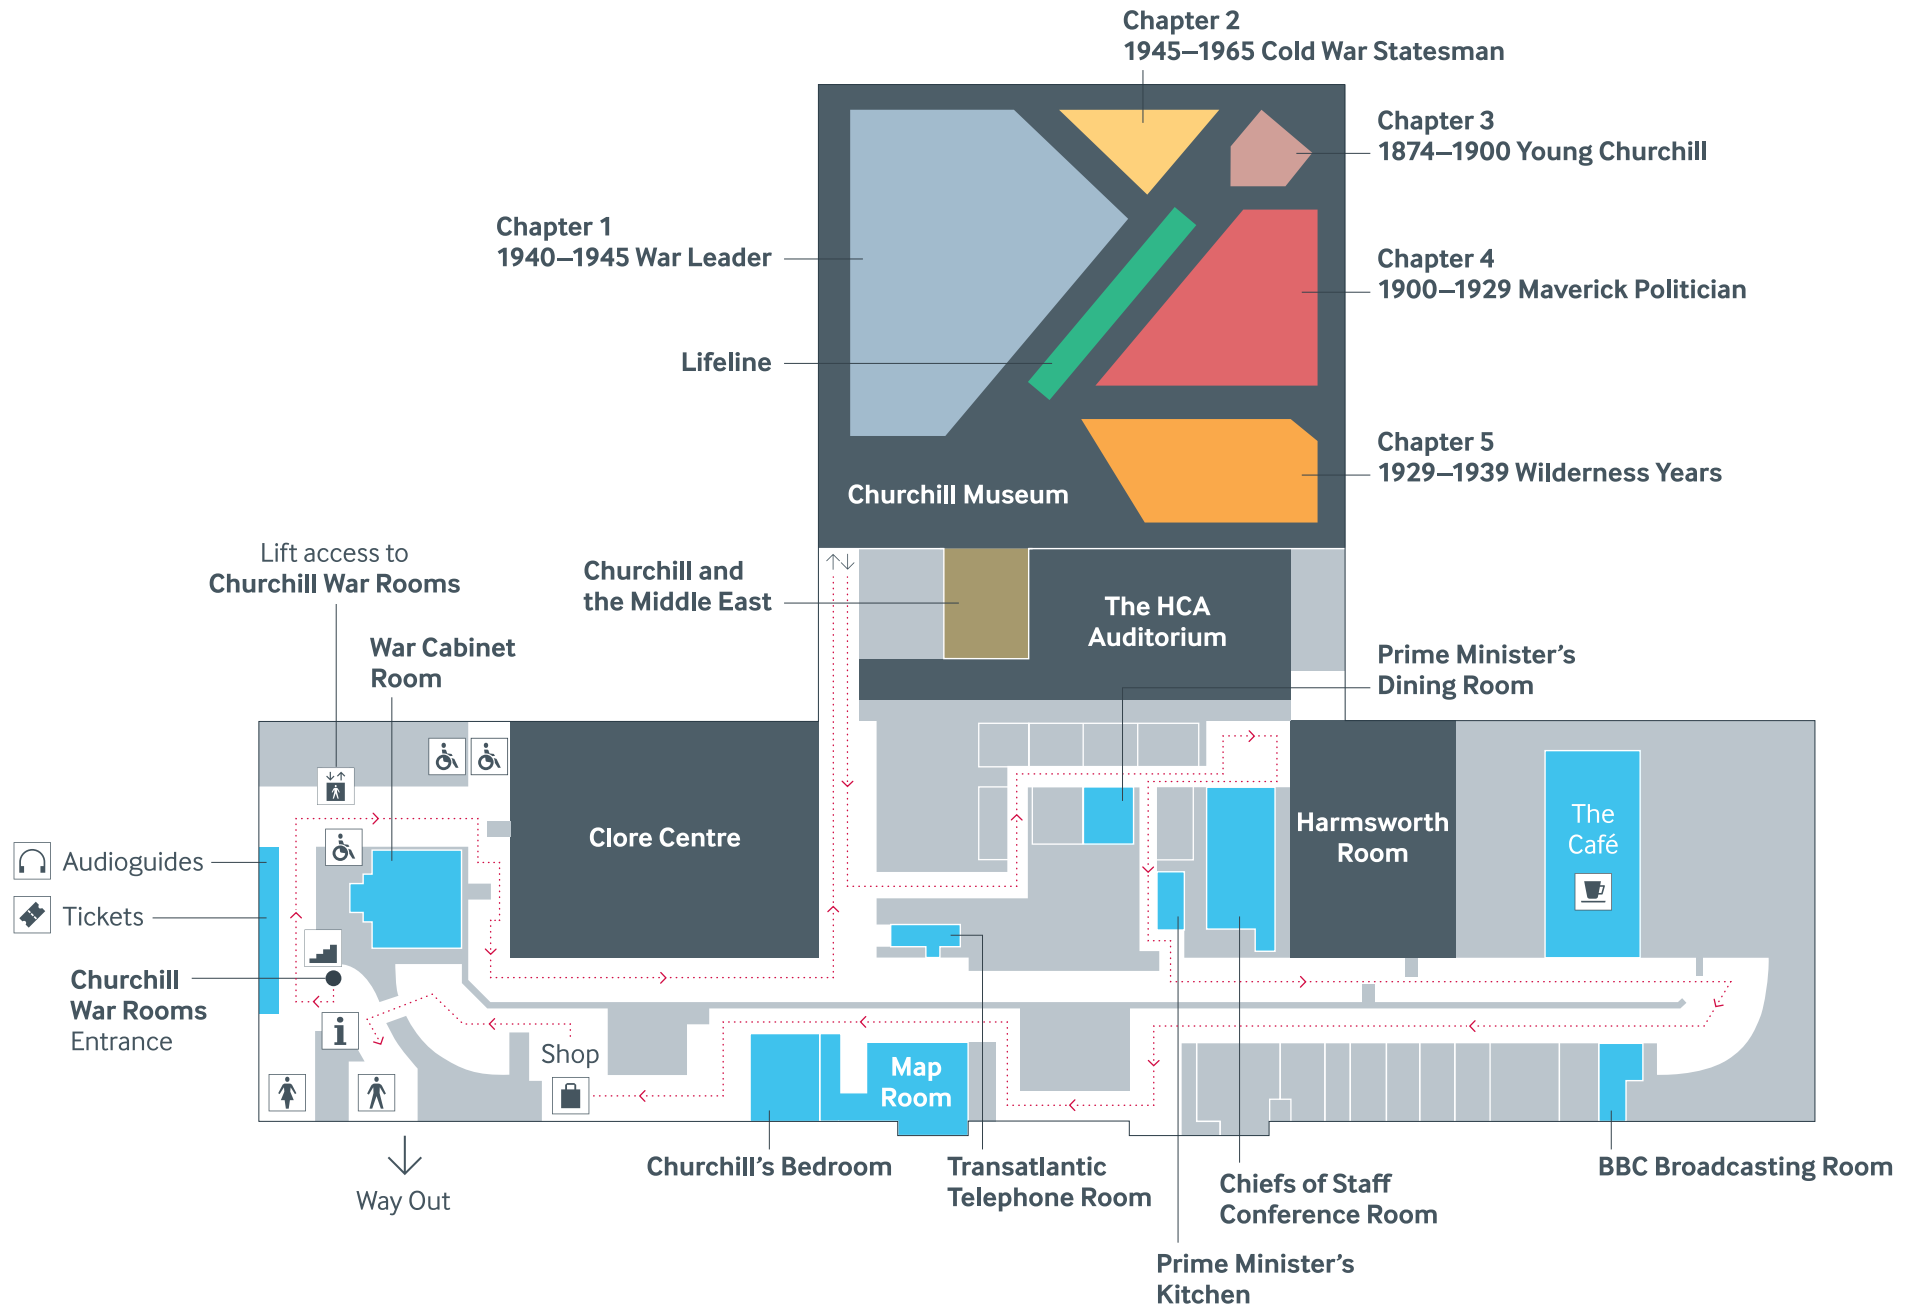 Chapter 2
1945–1965 Cold War Statesman
Chapter 3
1874–1900 Young Churchill
Chapter 1
1940–1945 War Leader
Chapter 4
1900–1929 Maverick Politician
Lifeline
Chapter 5
1929–1939 Wilderness Years
Churchill Museum
Lift access to
Churchill War Rooms
Churchill and
the Middle East
The HCA
Auditorium
War Cabinet
Room
Prime Minister's
Dining Room
Clore Centre
Harmsworth
Room
The
Café
Audioguides
Tickets
Churchill
War Rooms
Entrance
i
Shop
Map
Room
Way Out
Churchill's Bedroom
Transatlantic
Telephone Room
Chiefs of Staff
Conference Room
BBC Broadcasting Room
Prime Minister's
Kitchen